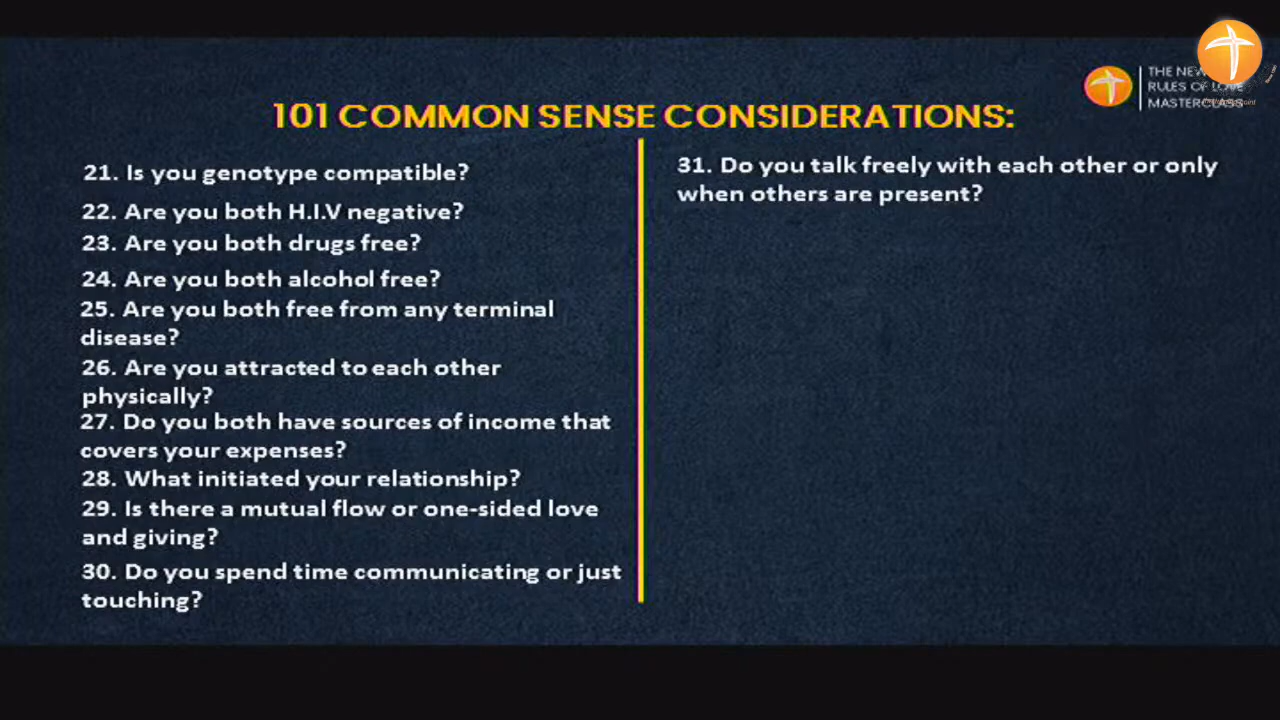 THE NEW
RULES OF LOVE
MASTERCLASS
101 COMMON SENSE CONSIDERATIONS:
21. Is you genotype compatible?
22. Are you both H.I.V negative?
23. Are you both drugs free?
24. Are you both alcohol free?
25. Are you both free from any terminal
disease?
26. Are you attracted to each other
physically?
27. Do you both have sources of income that
covers your expenses?
28. What initiated your relationship?
29. Is there a mutual flow or one-sided love
and giving?
30. Do you spend time communicating or just
touching?
31. Do you talk freely with each other or only
when others are present?